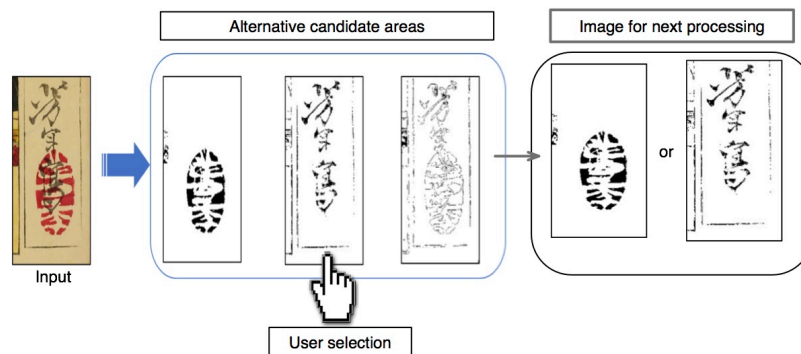 Alternative candidate areas
Image for next processing
or
Input
User selection